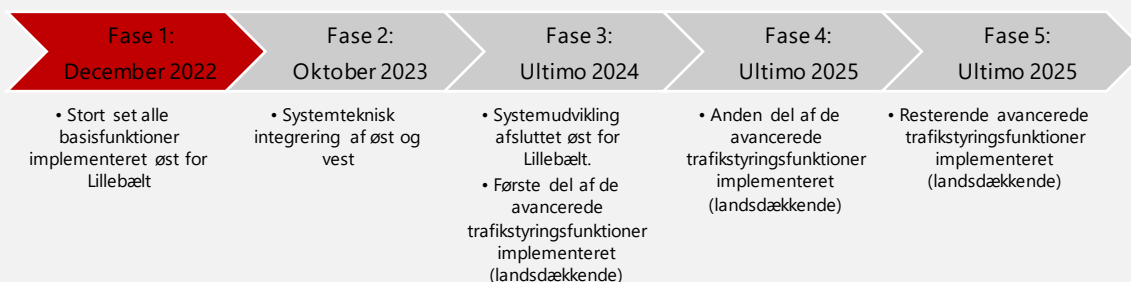 Fase 1:
December 2022
Fase 2:
Oktober 2023
Fase 3:
Ultimo 2024
Fase 4:
Ultimo 2025
Fase 5:
Ultimo 2025
• Stort set alle
basisfunktioner
implementeret øst for
Lillebælt
• Systemteknisk
integrering af øst og
vest
• Systemudvikling
afsluttet øst for
Lillebælt.
• Første del af de
avancerede
trafikstyringsfunktioner
implementeret
(landsdækkende)
• Anden del af de
avancerede
trafikstyringsfunktioner
implementeret
(landsdækkende)
• Resterende avancerede
trafikstyringsfunktioner
implementeret
(landsdækkende)